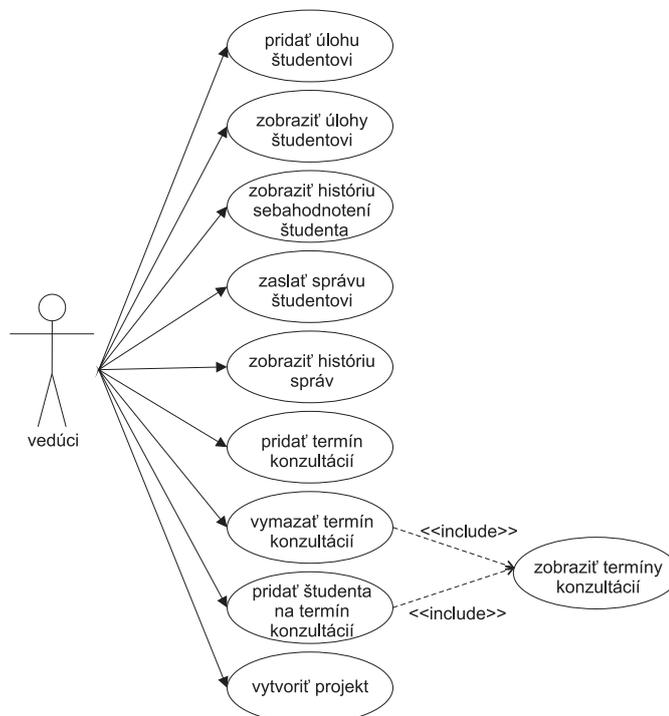 pridať úlohu
študentovi
zobraziť úlohy
študentovi
zobraziť históriu
sebahodnotení
študenta
zaslať správu
študentovi
zobraziť históriu
správ
vedúci
pridať termín
konzultácií
vymazať termín
konzultácií
<<include>>
zobraziť termíny
konzultácií
pridať študenta
na termín
konzultácií
<<include>>
vytvoriť projekt